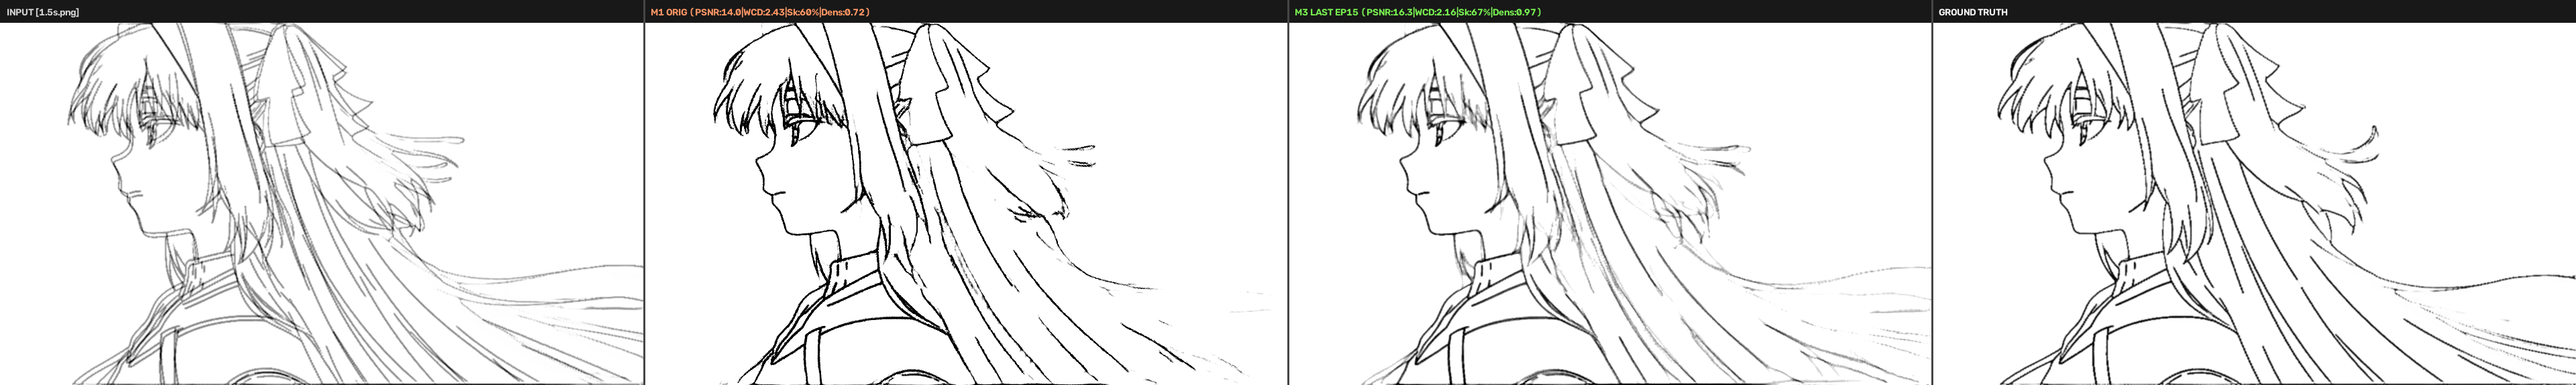 INPUT [1.5s.png]
M1 ORIG (PSNR:14.0|WCD:2.43|Sk:60%|Dens:0.72)
M3 LAST EP15 (PSNR:16.3|WCD:2.16|Sk:67%|Dens:0.97)
GROUND TRUTH